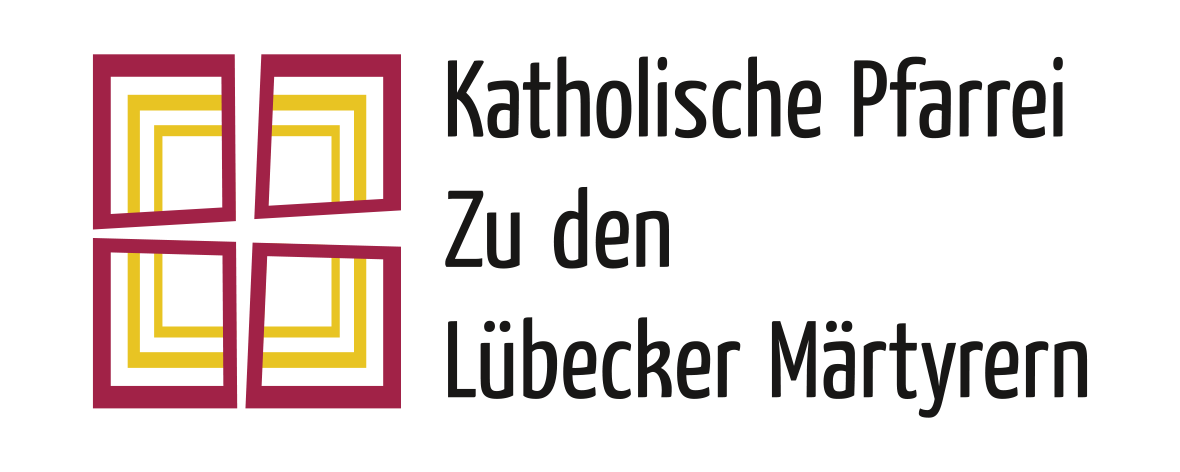 Katholische Pfarrei
Zu den
Lübecker Märtyrern